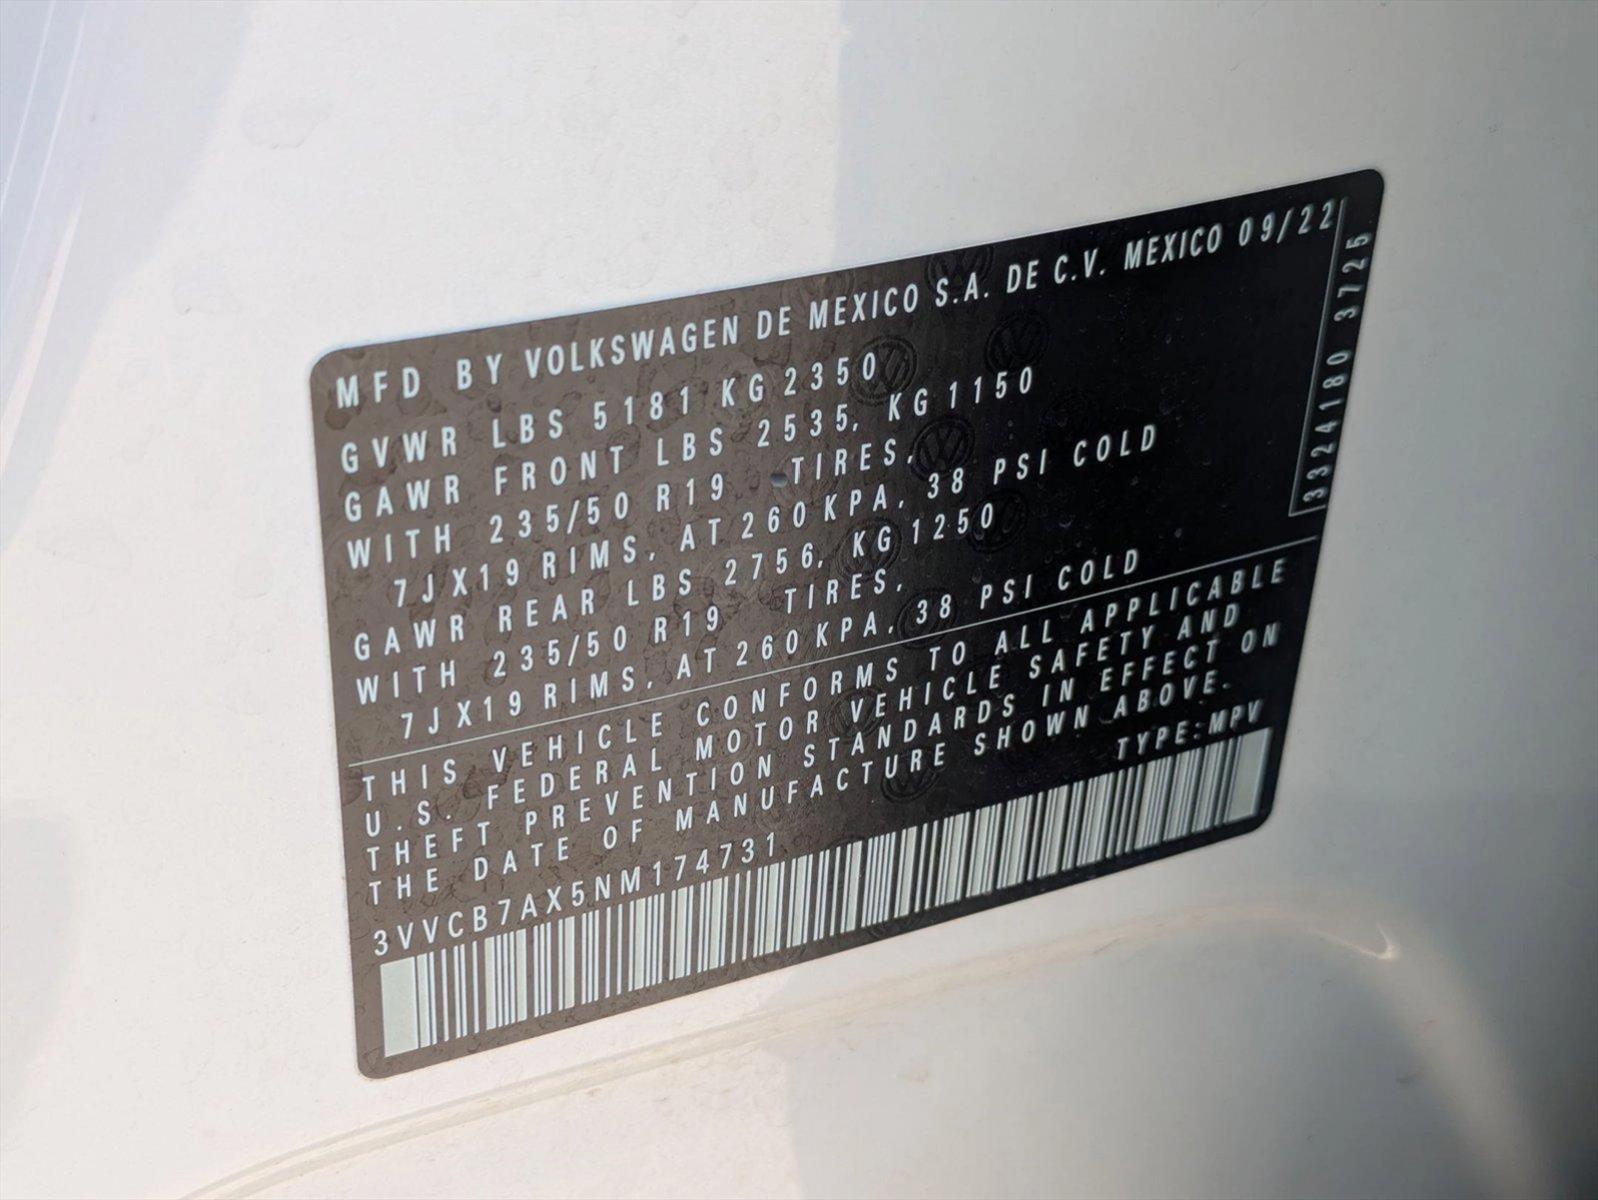 MFD BY VOLKSWAGEN DE MEXICO S.A. DE C.V. MEXICO 09/22
GVWR LBS 5181 KG 2350
GAWR FRONT LBS 2535, KG 1150
WITH 235/50 R19 TIRES,
7JX19 RIMS, AT 260 KPA, 38 PSI COLD
GAWR REAR LBS 2756, KG 1250
WITH 235/50 R19 TIRES,
7JX19 RIMS, AT 260 KPA, 38 PSI COLD
3324180 3725
THIS VEHICLE CONFORMS TO ALL APPLICABLE
U.S. FEDERAL MOTOR VEHICLE SAFETY AND
THEFT PREVENTION STANDARDS IN EFFECT ON
THE DATE OF MANUFACTURE SHOWN ABOVE.
3VVCB7AX5NM174731 TYPE:MPV